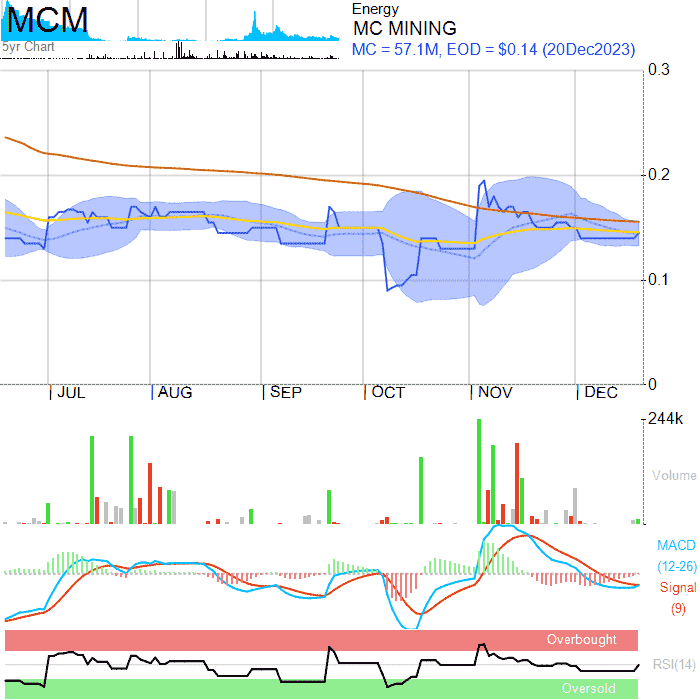 MCM
5yr Chart
Energy
MC MINING
MC = 57.1M, EOD = $0.14 (20Dec2023)
0.3
0.2
0.1
0
JUL AUG SEP OCT NOV DEC
244k
Volume
MACD
(12-26)
Signal
(9)
Overbought
RSI(14)
Oversold